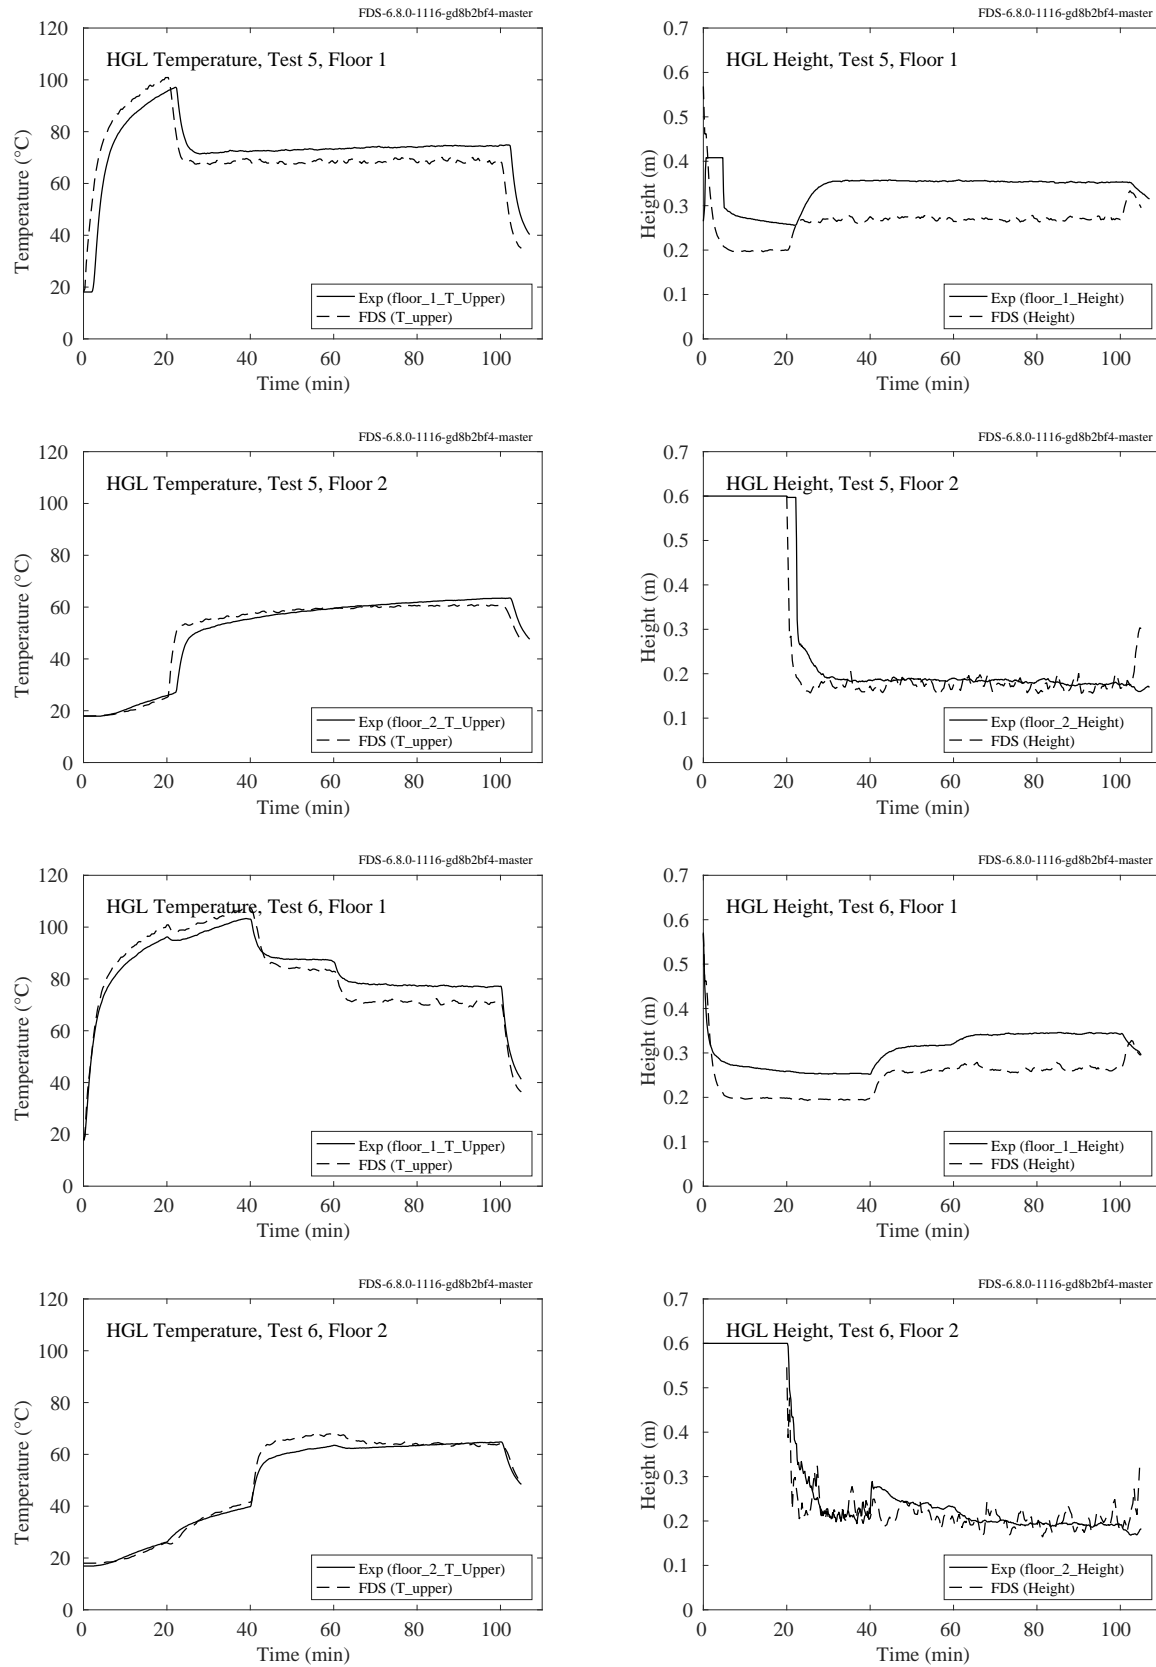 FDS-6.8.0-1116-gd8b2bf4-master
HGL Temperature, Test 5, Floor 1
120
100
80
60
40
20
0
Temperature (°C)
Exp (floor_1_T_Upper)
FDS (T_upper)
0 20 40 60 80 100
Time (min)
FDS-6.8.0-1116-gd8b2bf4-master
HGL Height, Test 5, Floor 1
0.7
0.6
0.5
0.4
0.3
0.2
0.1
0
Height (m)
Exp (floor_1_Height)
FDS (Height)
0 20 40 60 80 100
Time (min)
FDS-6.8.0-1116-gd8b2bf4-master
HGL Temperature, Test 5, Floor 2
120
100
80
60
40
20
0
Temperature (°C)
Exp (floor_2_T_Upper)
FDS (T_upper)
0 20 40 60 80 100
Time (min)
FDS-6.8.0-1116-gd8b2bf4-master
HGL Height, Test 5, Floor 2
0.7
0.6
0.5
0.4
0.3
0.2
0.1
0
Height (m)
Exp (floor_2_Height)
FDS (Height)
0 20 40 60 80 100
Time (min)
FDS-6.8.0-1116-gd8b2bf4-master
HGL Temperature, Test 6, Floor 1
120
100
80
60
40
20
0
Temperature (°C)
Exp (floor_1_T_Upper)
FDS (T_upper)
0 20 40 60 80 100
Time (min)
FDS-6.8.0-1116-gd8b2bf4-master
HGL Height, Test 6, Floor 1
0.7
0.6
0.5
0.4
0.3
0.2
0.1
0
Height (m)
Exp (floor_1_Height)
FDS (Height)
0 20 40 60 80 100
Time (min)
FDS-6.8.0-1116-gd8b2bf4-master
HGL Temperature, Test 6, Floor 2
120
100
80
60
40
20
0
Temperature (°C)
Exp (floor_2_T_Upper)
FDS (T_upper)
0 20 40 60 80 100
Time (min)
FDS-6.8.0-1116-gd8b2bf4-master
HGL Height, Test 6, Floor 2
0.7
0.6
0.5
0.4
0.3
0.2
0.1
0
Height (m)
Exp (floor_2_Height)
FDS (Height)
0 20 40 60 80 100
Time (min)